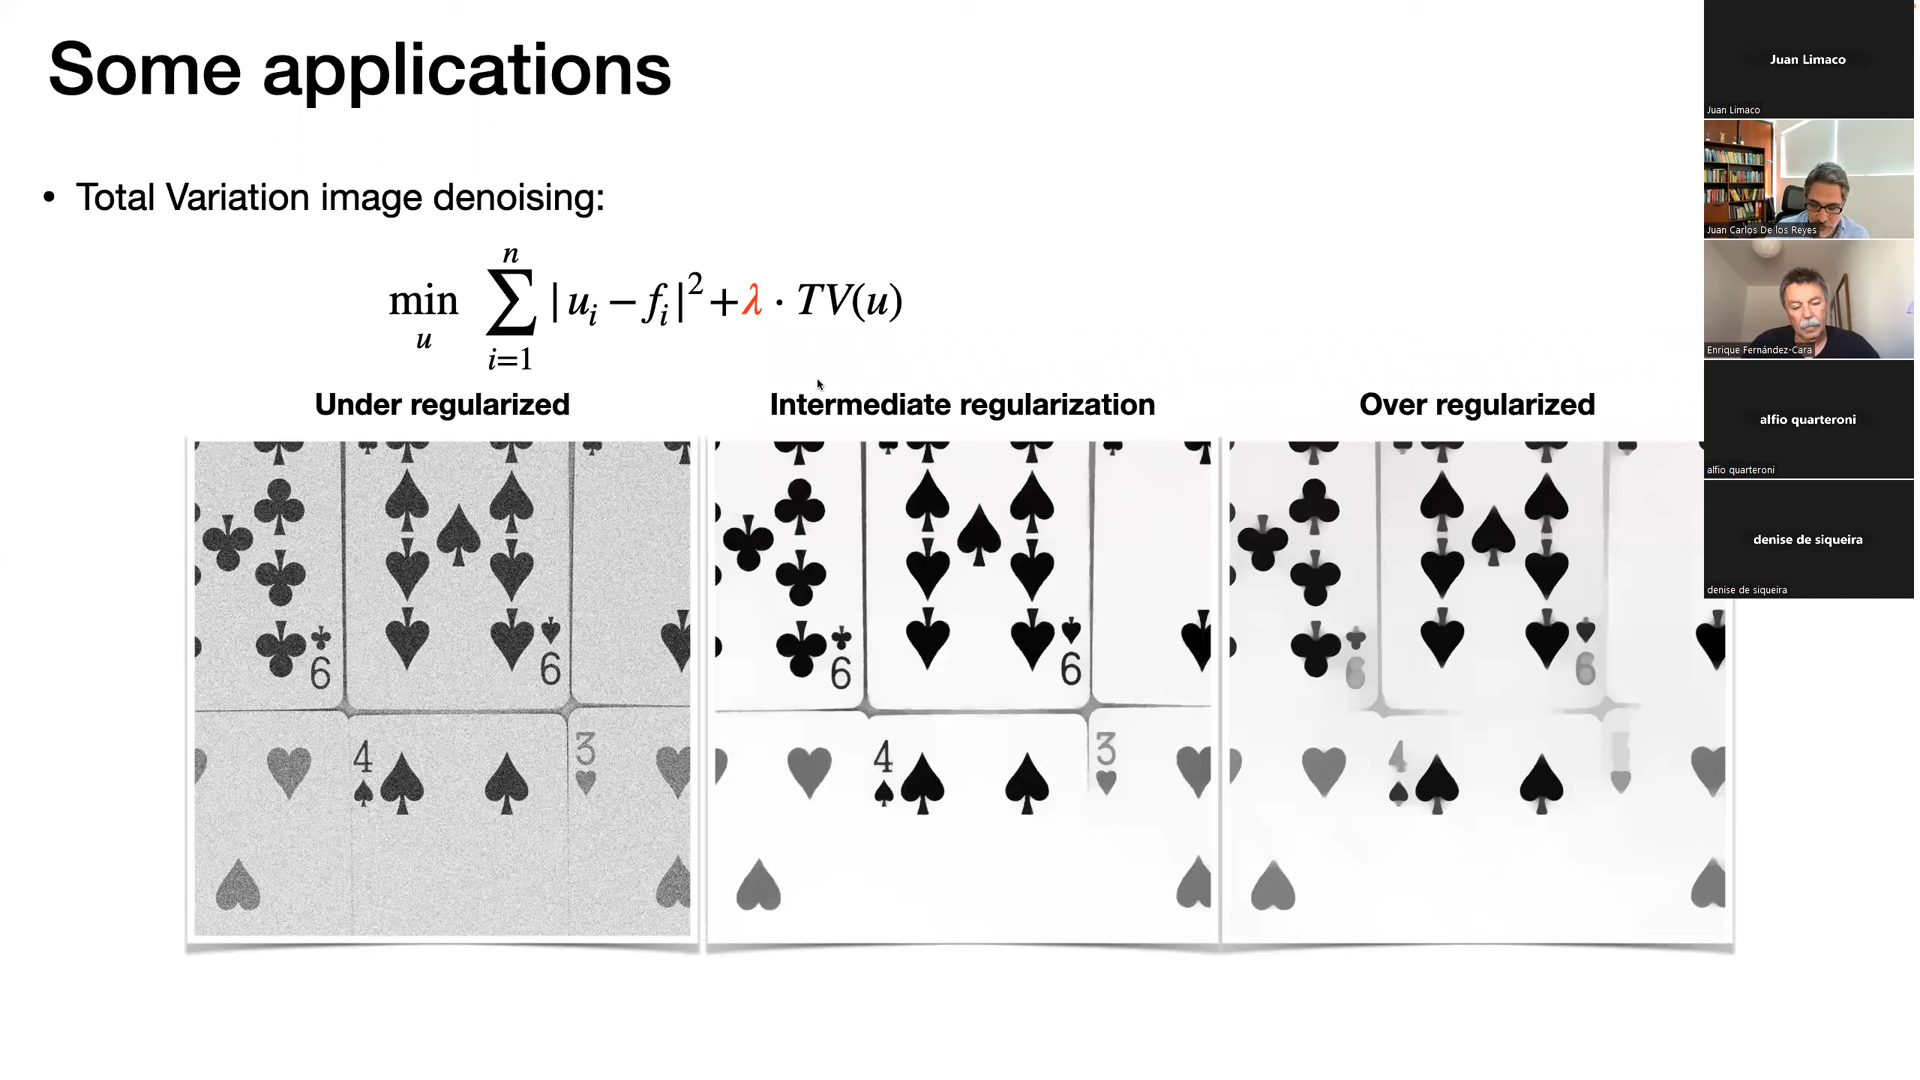 Some applications
• Total Variation image denoising:
min_u \sum_{i=1}^{n} |u_i − f_i|^2 + λ · TV(u)
Under regularized
Intermediate regularization
Over regularized
6
6
4
3
6
6
4
3
6
6
4
Juan Limaco
Juan Limaco
Juan Carlos De los Reyes
Enrique Fernández-Cara
alfio quarteroni
alfio quarteroni
denise de siqueira
denise de siqueira